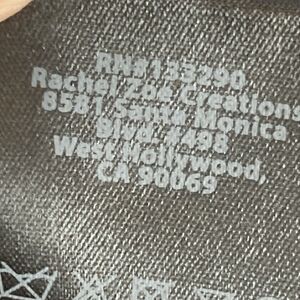 RN#133290
Rachel Zoe Creations
8581 Santa Monica
Blvd. #498
West Hollywood,
CA 90069